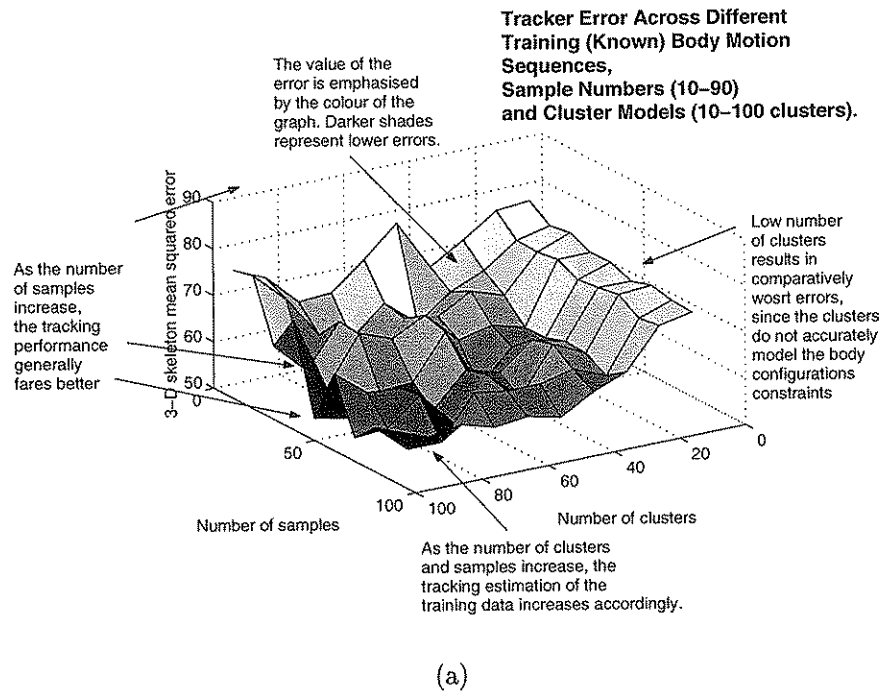 Tracker Error Across Different
Training (Known) Body Motion
Sequences,
Sample Numbers (10–90)
and Cluster Models (10–100 clusters).
The value of the
error is emphasised
by the colour of the
graph. Darker shades
represent lower errors.
As the number
of samples
increase,
the tracking
performance
generally
fares better
3–D skeleton mean squared error
90
80
70
60
50
0
50
100
Number of samples
100
80
60
40
20
0
Number of clusters
Low number
of clusters
results in
comparatively
wosrt errors,
since the clusters
do not accurately
model the body
configurations
constraints
As the number of clusters
and samples increase, the
tracking estimation of the
training data increases accordingly.
(a)